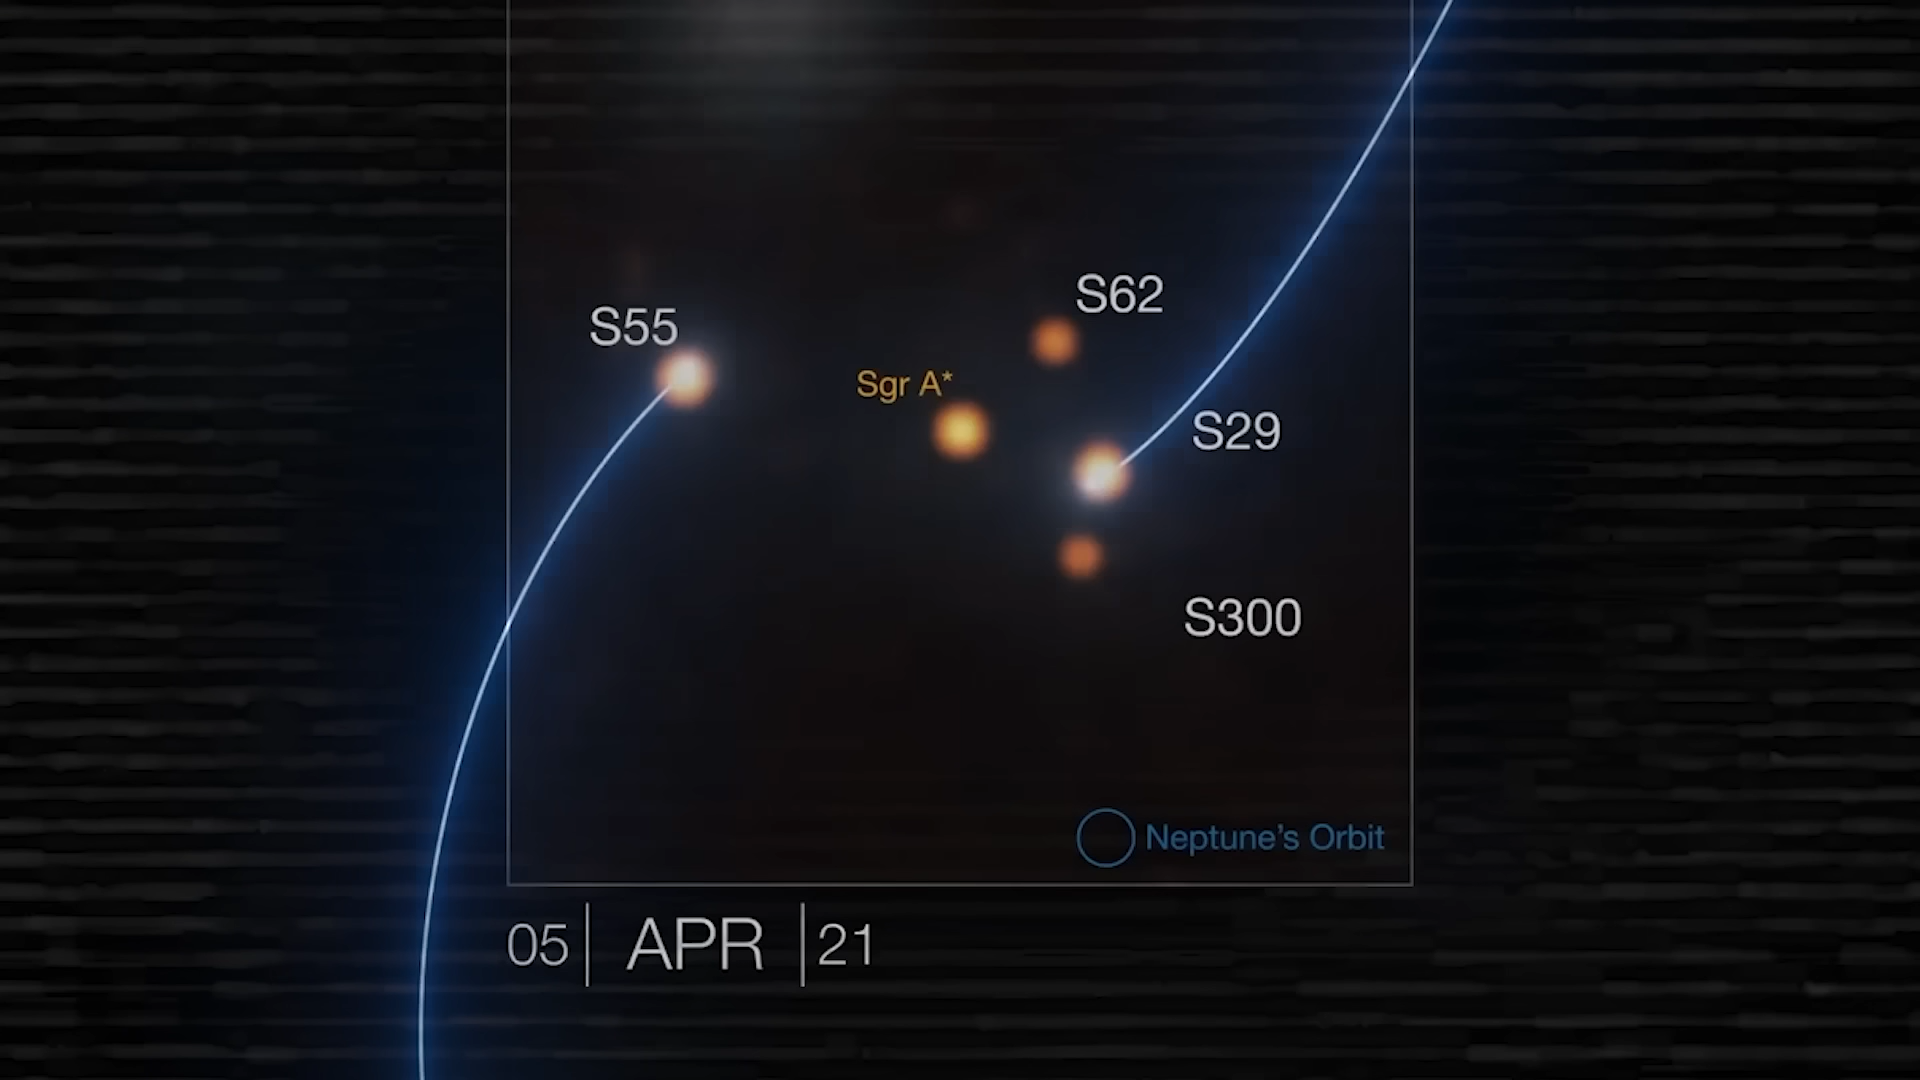 S62
S55
Sgr A*
S29
S300
Neptune's Orbit
05 | APR | 21